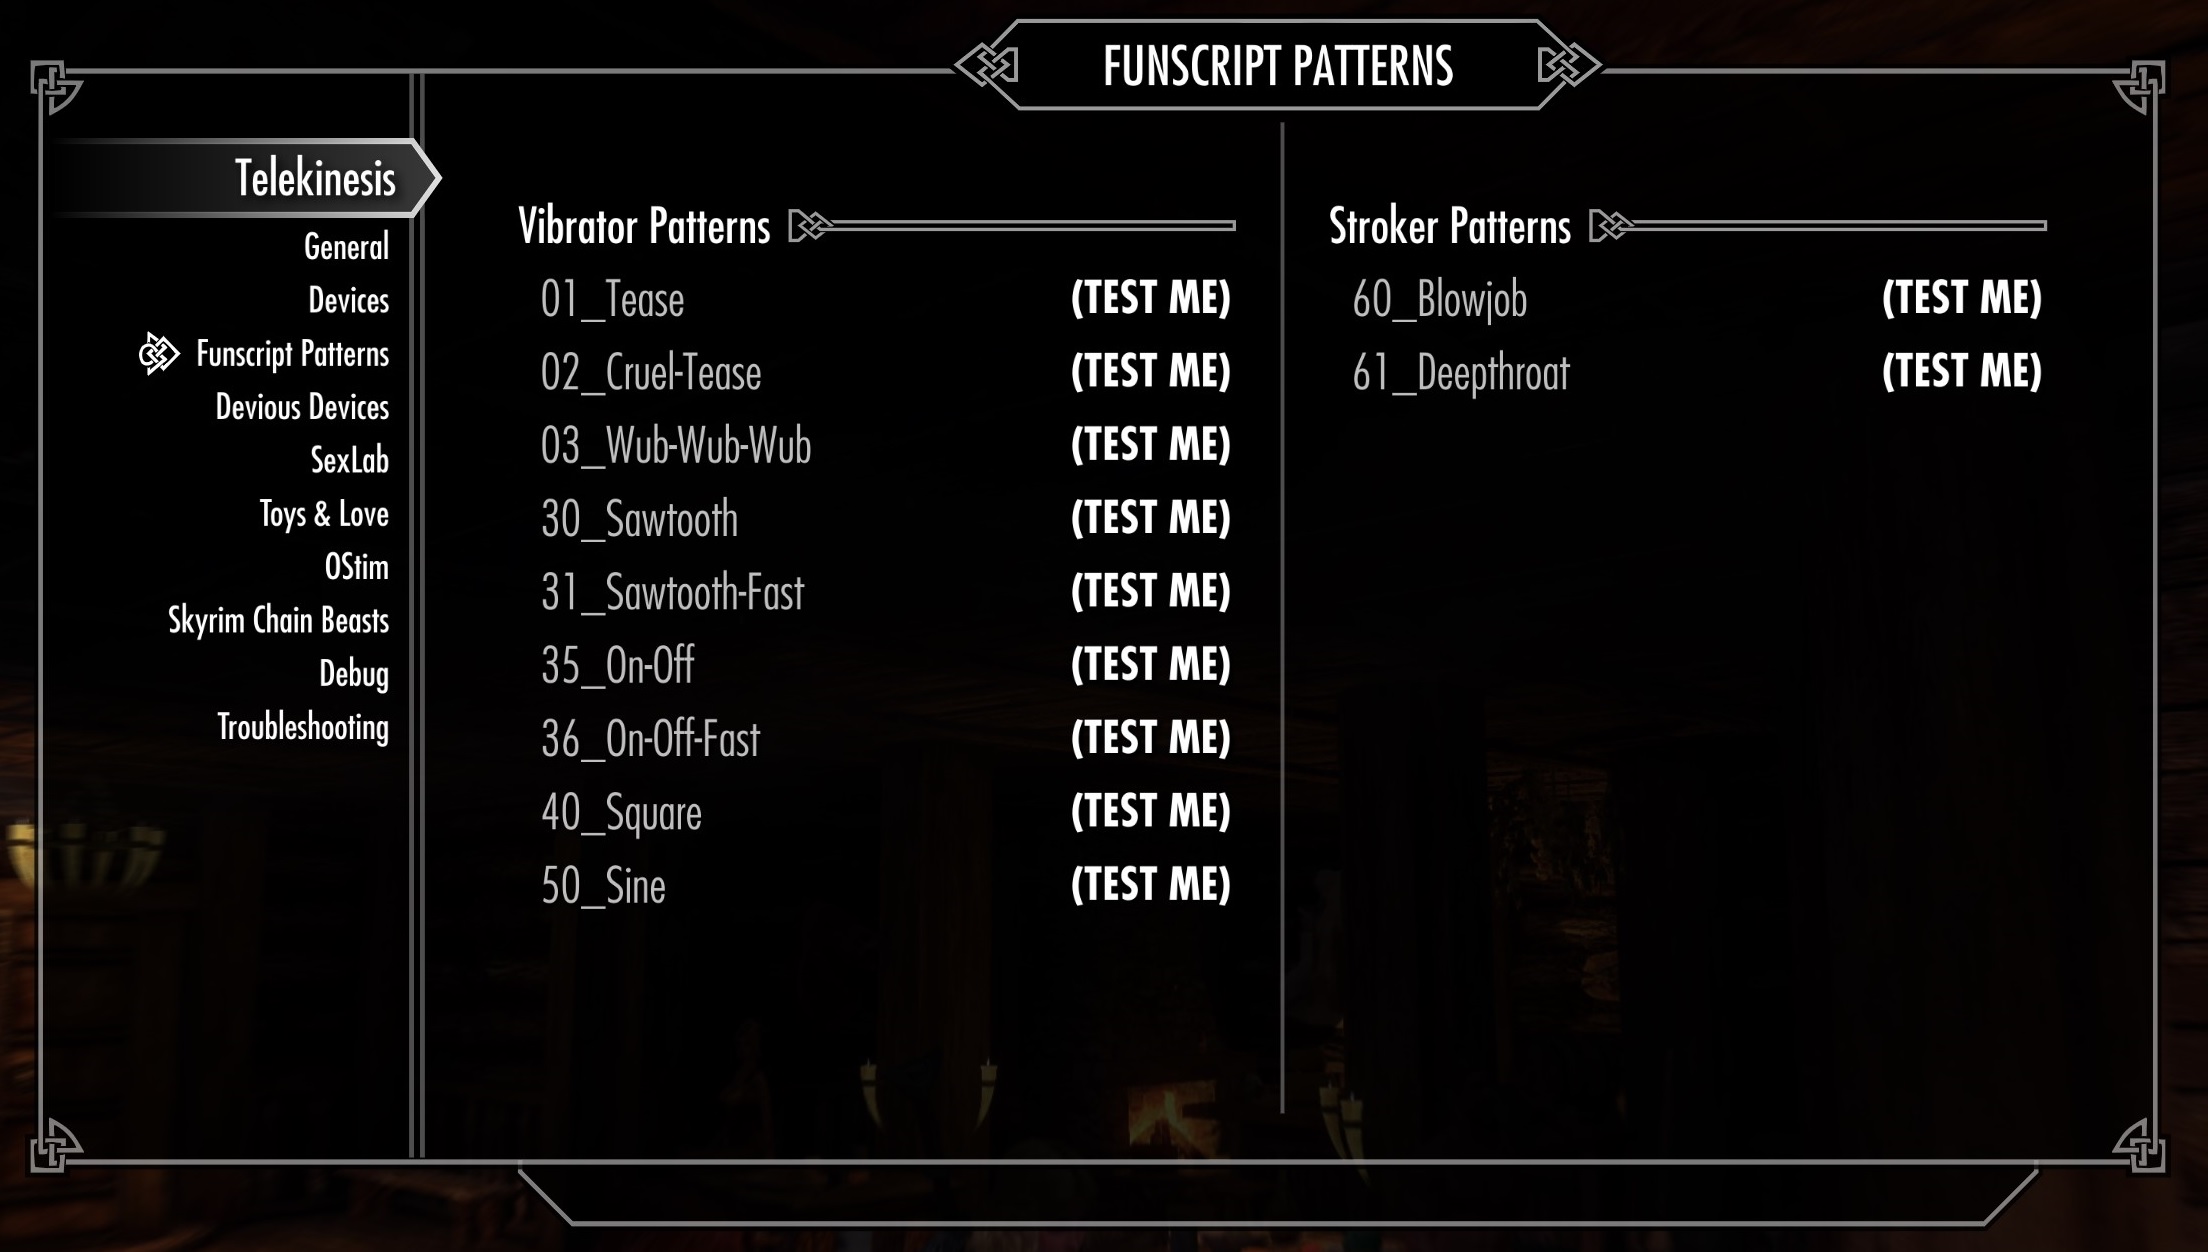 FUNSCRIPT PATTERNS
Telekinesis
General
Devices
Funscript Patterns
Devious Devices
SexLab
Toys & Love
OStim
Skyrim Chain Beasts
Debug
Troubleshooting
Vibrator Patterns
01_Tease (TEST ME)
02_Cruel-Tease (TEST ME)
03_Wub-Wub-Wub (TEST ME)
30_Sawtooth (TEST ME)
31_Sawtooth-Fast (TEST ME)
35_On-Off (TEST ME)
36_On-Off-Fast (TEST ME)
40_Square (TEST ME)
50_Sine (TEST ME)
Stroker Patterns
60_Blowjob (TEST ME)
61_Deepthroat (TEST ME)